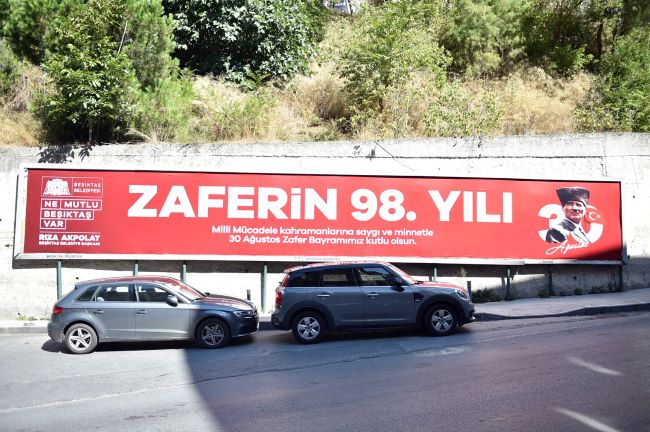 BEŞİKTAŞ
BELEDİYESİ
NE MUTLU
BEŞİKTAŞ
VAR
RIZA AKPOLAT
BEŞİKTAŞ BELEDİYE BAŞKANI
ZAFERiN 98. YILI
Milli Mücadele kahramanlarına saygı ve minnetle
30 Ağustos Zafer Bayramımız kutlu olsun.
30
Ağustos